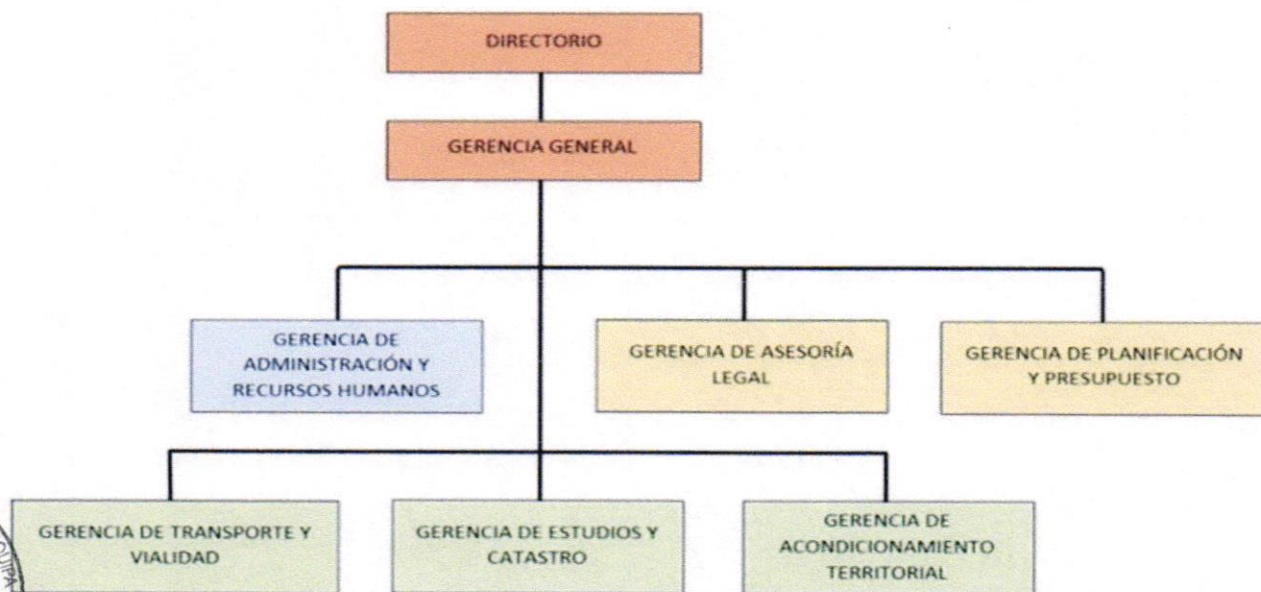 DIRECTORIO
GERENCIA GENERAL
GERENCIA DE
ADMINISTRACIÓN Y
RECURSOS HUMANOS
GERENCIA DE ASESORÍA
LEGAL
GERENCIA DE PLANIFICACIÓN
Y PRESUPUESTO
GERENCIA DE TRANSPORTE Y
VIALIDAD
GERENCIA DE ESTUDIOS Y
CATASTRO
GERENCIA DE
ACONDICIONAMIENTO
TERRITORIAL